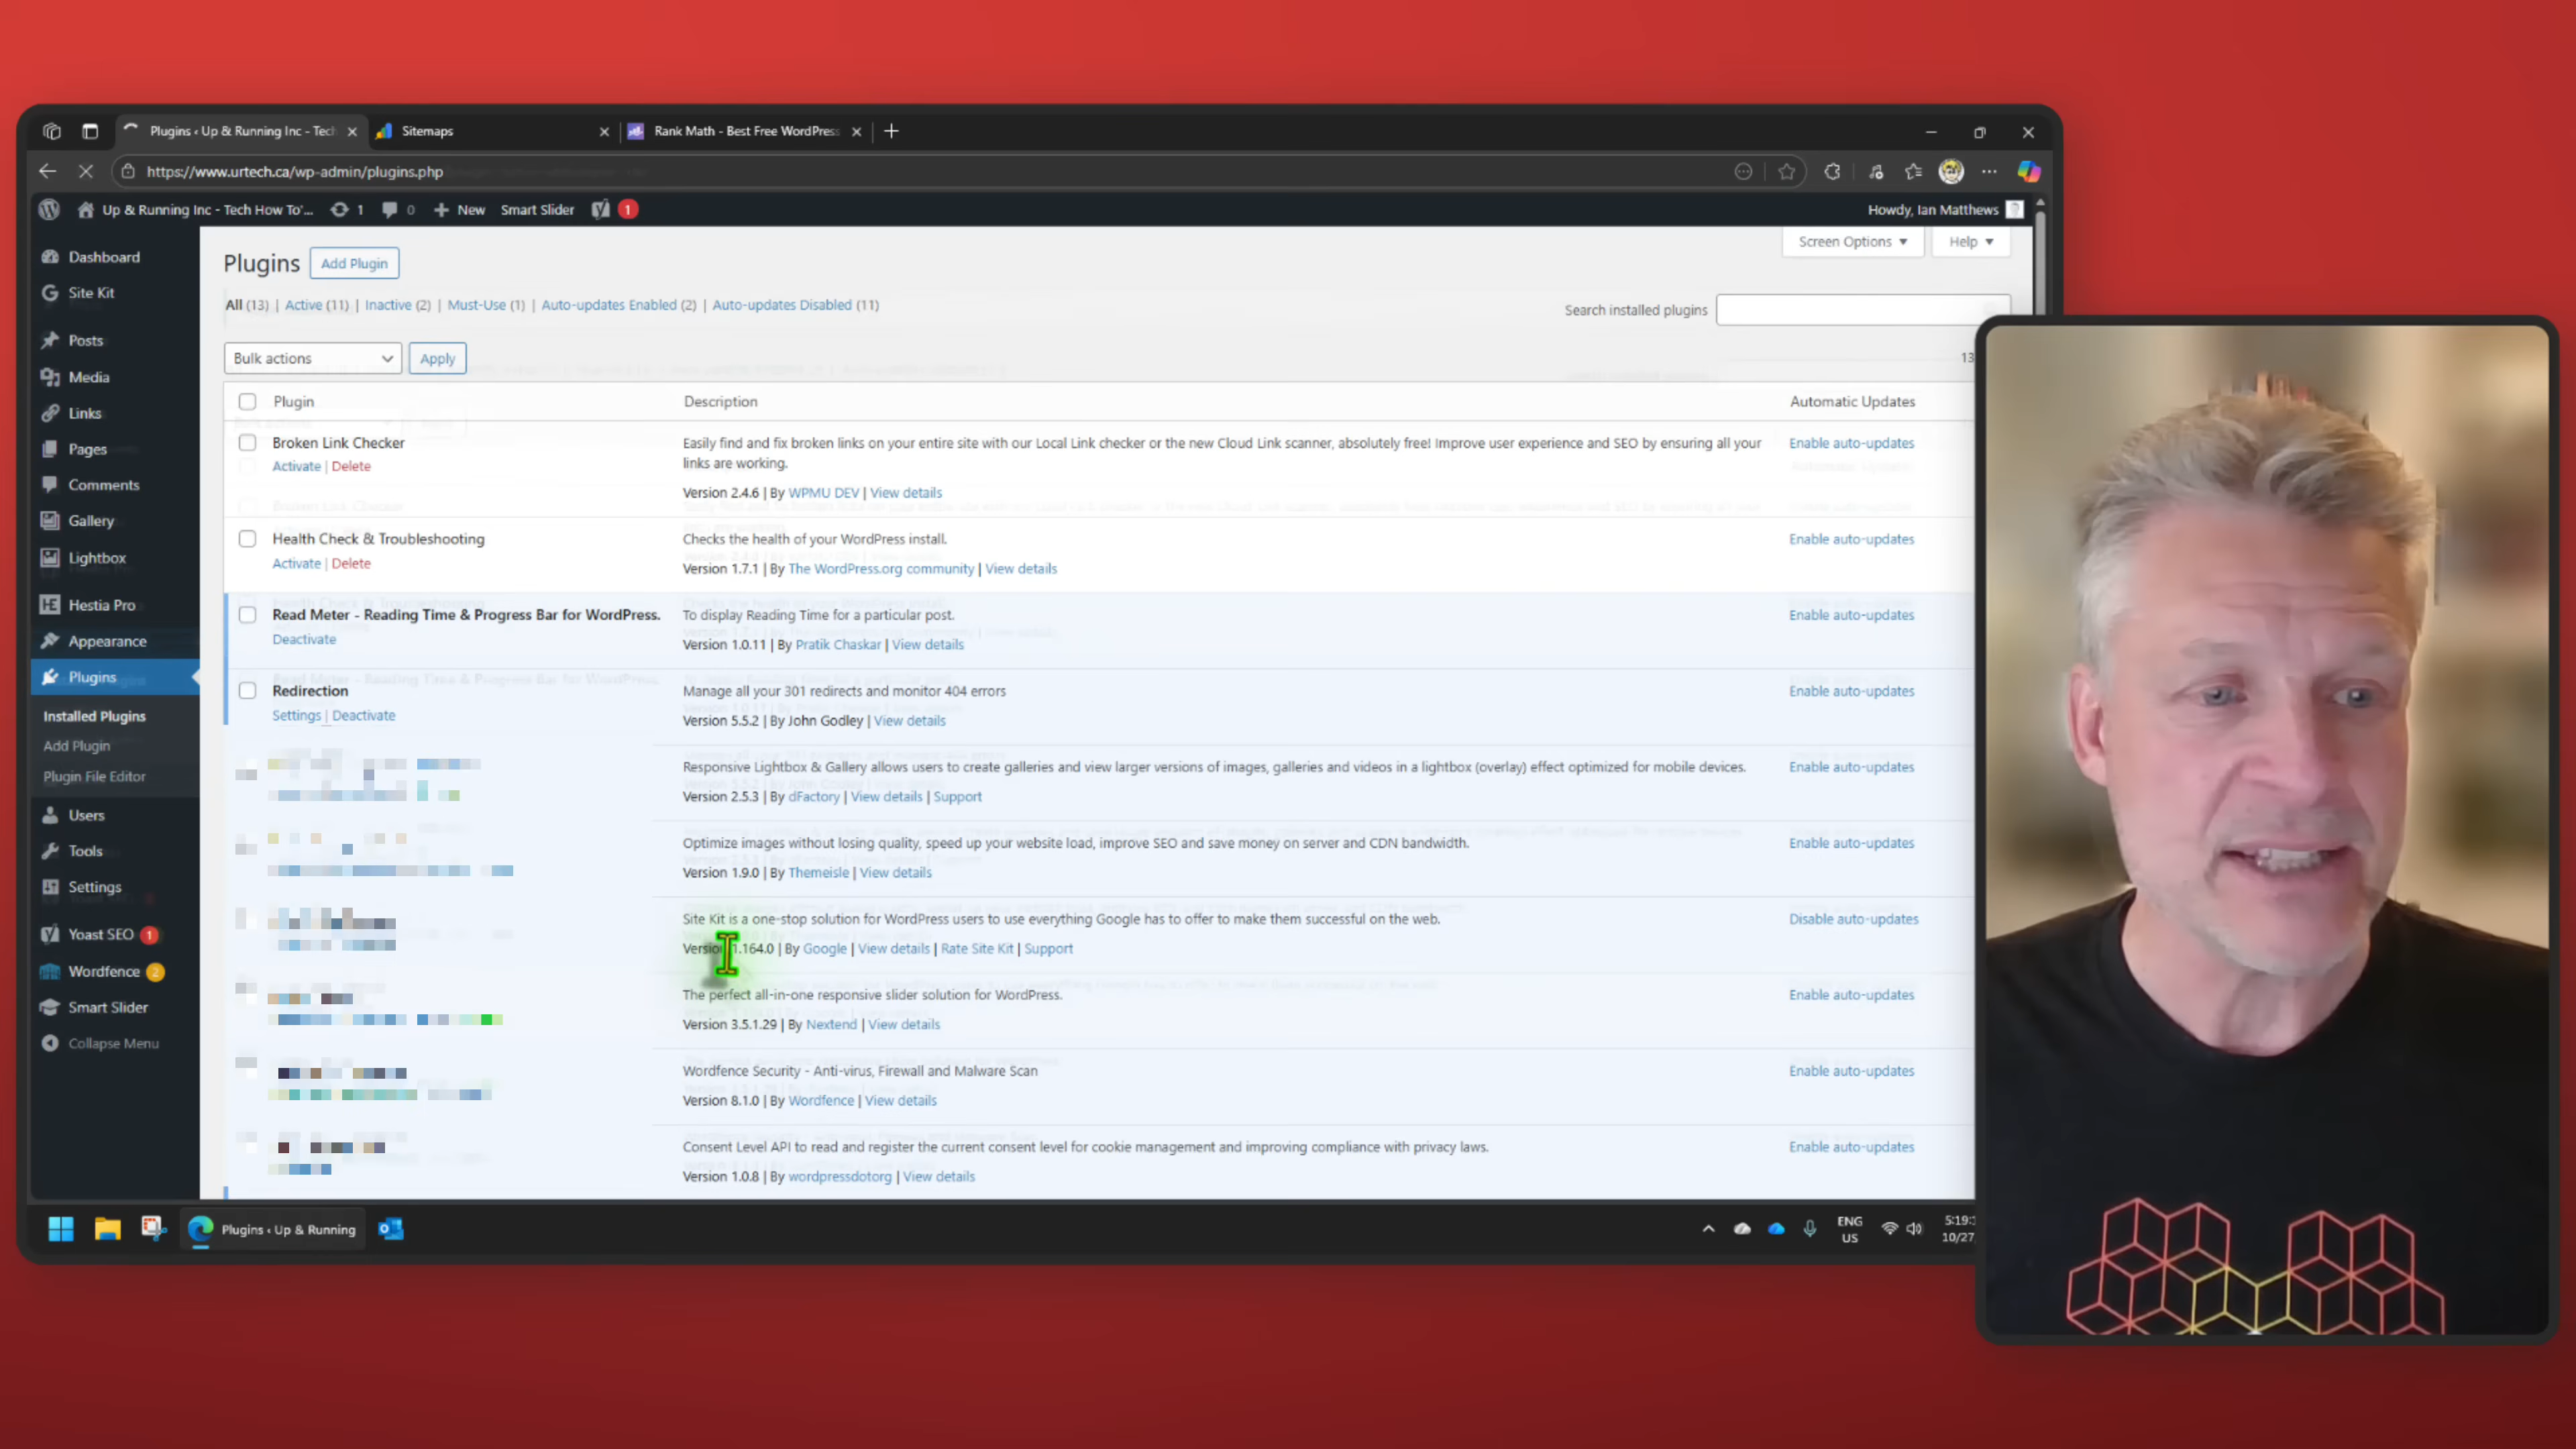 Plugins ‹ Up & Running Inc - Tech
Sitemaps
Rank Math - Best Free WordPress
https://www.urtech.ca/wp-admin/plugins.php
Up & Running Inc - Tech How To'... 1 0 New Smart Slider 1
Howdy, Ian Matthews
Dashboard
Site Kit
Posts
Media
Links
Pages
Comments
Gallery
Lightbox
Hestia Pro
Appearance
Plugins
Installed Plugins
Add Plugin
Plugin File Editor
Users
Tools
Settings
Yoast SEO 1
Wordfence 2
Smart Slider
Collapse Menu
Screen Options Help
Plugins Add Plugin
All (13) | Active (11) | Inactive (2) | Must-Use (1) | Auto-updates Enabled (2) | Auto-updates Disabled (11)
Search installed plugins
Bulk actions Apply
13
Plugin Description Automatic Updates
Broken Link Checker
Activate | Delete
Easily find and fix broken links on your entire site with our Local Link checker or the new Cloud Link scanner, absolutely free! Improve user experience and SEO by ensuring all your
links are working.
Version 2.4.6 | By WPMU DEV | View details
Enable auto-updates
Health Check & Troubleshooting
Activate | Delete
Checks the health of your WordPress install.
Version 1.7.1 | By The WordPress.org community | View details
Enable auto-updates
Read Meter - Reading Time & Progress Bar for WordPress.
Deactivate
To display Reading Time for a particular post.
Version 1.0.11 | By Pratik Chaskar | View details
Enable auto-updates
Redirection
Settings | Deactivate
Manage all your 301 redirects and monitor 404 errors
Version 5.5.2 | By John Godley | View details
Enable auto-updates
Responsive Lightbox & Gallery allows users to create galleries and view larger versions of images, galleries and videos in a lightbox (overlay) effect optimized for mobile devices.
Version 2.5.3 | By dFactory | View details | Support
Enable auto-updates
Optimize images without losing quality, speed up your website load, improve SEO and save money on server and CDN bandwidth.
Version 1.9.0 | By Themeisle | View details
Enable auto-updates
Site Kit is a one-stop solution for WordPress users to use everything Google has to offer to make them successful on the web.
Version 1.164.0 | By Google | View details | Rate Site Kit | Support
Disable auto-updates
The perfect all-in-one responsive slider solution for WordPress.
Version 3.5.1.29 | By Nextend | View details
Enable auto-updates
Wordfence Security - Anti-virus, Firewall and Malware Scan
Version 8.1.0 | By Wordfence | View details
Enable auto-updates
Consent Level API to read and register the current consent level for cookie management and improving compliance with privacy laws.
Version 1.0.8 | By wordpressdotorg | View details
Enable auto-updates
Plugins ‹ Up & Running
ENG
US
5:19:
10/27